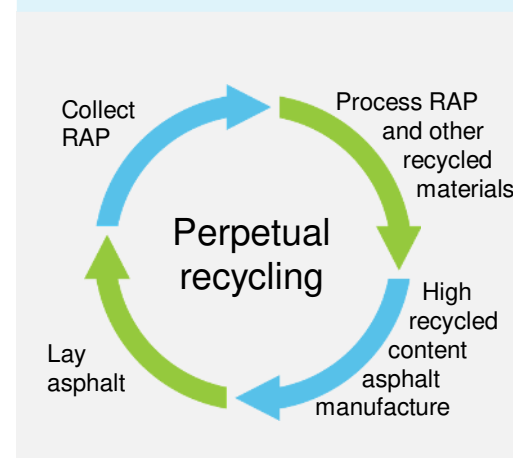 Collect
RAP
Process RAP
and other
recycled
materials
Perpetual
recycling
High
recycled
content
asphalt
manufacture
Lay
asphalt